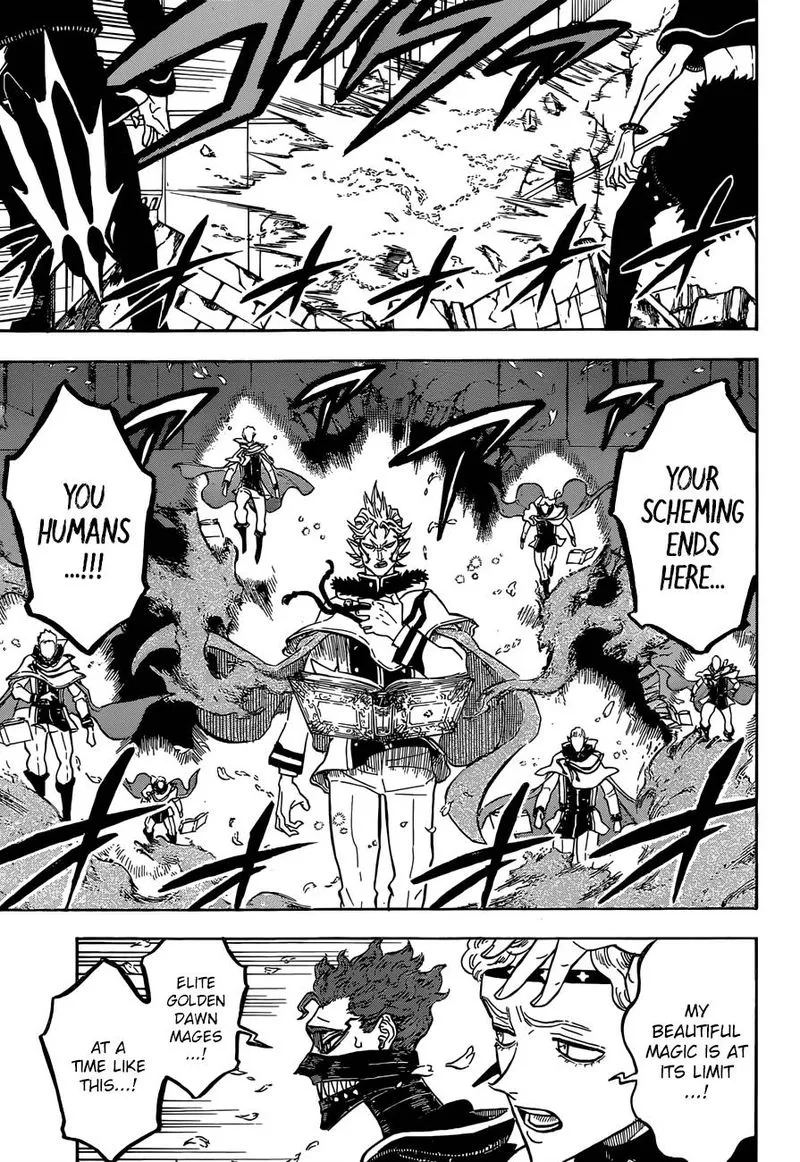 YOUR
SCHEMING
ENDS
HERE...
YOU
HUMANS
...!!!
MY
BEAUTIFUL
MAGIC IS AT
ITS LIMIT
...!
ELITE
GOLDEN
DAWN
MAGES
...!
AT A
TIME LIKE
THIS...!